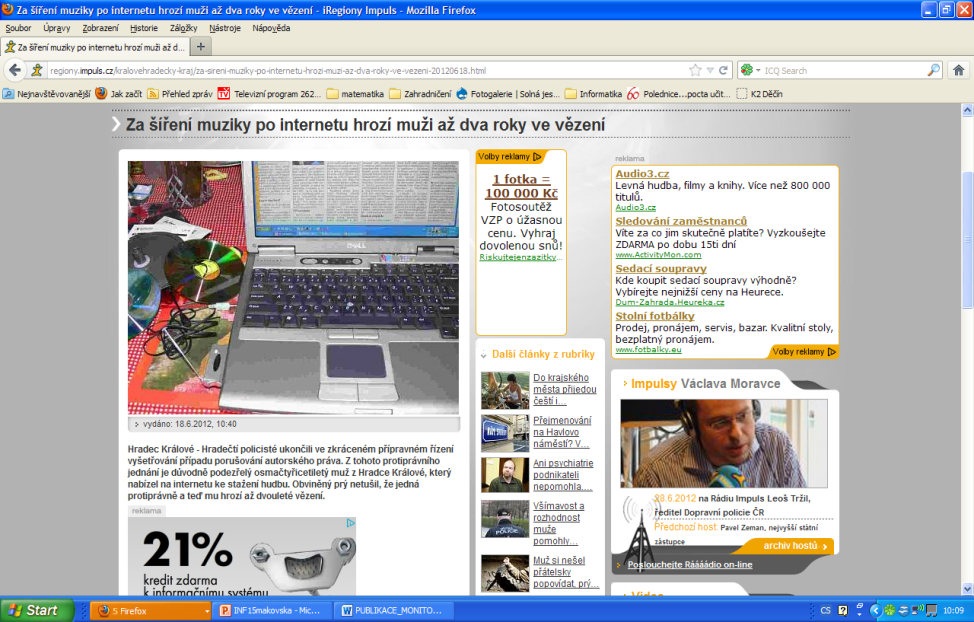 Za šíření muziky po internetu hrozí muži až dva roky ve vězení - iRegiony Impuls - Mozilla Firefox
Soubor Úpravy Zobrazení Historie Záložky Nástroje Nápověda
Za šíření muziky po internetu hrozí muži až d...
regiony.impuls.cz/kralovehradecky-kraj/za-sireni-muziky-po-internetu-hrozi-muzi-az-dva-roky-ve-vezeni-20120618.html
ICQ Search
Nejnavštěvovanější Jak začít Přehled zpráv Televizní program 262... matematika Zahradničení Fotogalerie | Solná jes... Informatika Polednice...pocta učit... K2 Děčín
Za šíření muziky po internetu hrozí muži až dva roky ve vězení
DELL
vydáno: 18.6.2012, 10:40
Hradec Králové - Hradečtí policisté ukončili ve zkráceném přípravném řízení
vyšetřování případu porušování autorského práva. Z tohoto protiprávního
jednání je důvodně podezřelý osmačtyřicetiletý muž z Hradce Králové, který
nabízel na internetu ke stažení hudbu. Obviněný prý netušil, že jedná
protiprávně a teď mu hrozí až dvouleté vězení.
reklama
21%
kredit zdarma
k informačnímu systému
Volby reklamy
1 fotka =
100 000 Kč
Fotosoutěž
VZP o úžasnou
cenu. Vyhraj
dovolenou snů!
Riskujtejenzazitky...
Další články z rubriky
Do krajského
města přijedou
čeští i...
Přejmenování
na Havlovo
náměstí? V...
Ani psychiatrie
podnikateli
nepomohla....
POLICE
Všímavost a
rozhodnost
muže
pomohly...
Muž si nešel
přátelsky
popovídat, prý...
reklama
Audio3.cz
Levná hudba, filmy a knihy. Více než 800 000
titulů.
Audio3.cz
Sledování zaměstnanců
Víte za co jim skutečně platíte? Vyzkoušejte
ZDARMA po dobu 15ti dní
www.ActivityMon.com
Sedací soupravy
Kde koupit sedací soupravy výhodně?
Vybírejte nejnižší ceny na Heurece.
Dum-Zahrada.Heureka.cz
Stolní fotbálky
Prodej, pronájem, servis, bazar. Kvalitní stoly,
bezplatný pronájem.
www.fotbalky.eu
Volby reklamy
Impulsy Václava Moravce
28.6.2012 na Rádiu Impuls Leoš Tržil,
ředitel Dopravní policie ČR
Předchozí host: Pavel Zeman, nejvyšší státní
zástupce
archiv hostů
Poslouchejte Ráááádio on-line
Video
Start 5 Firefox INF15makovska - Mic... PUBLIKACE_MONITO... CS 10:09